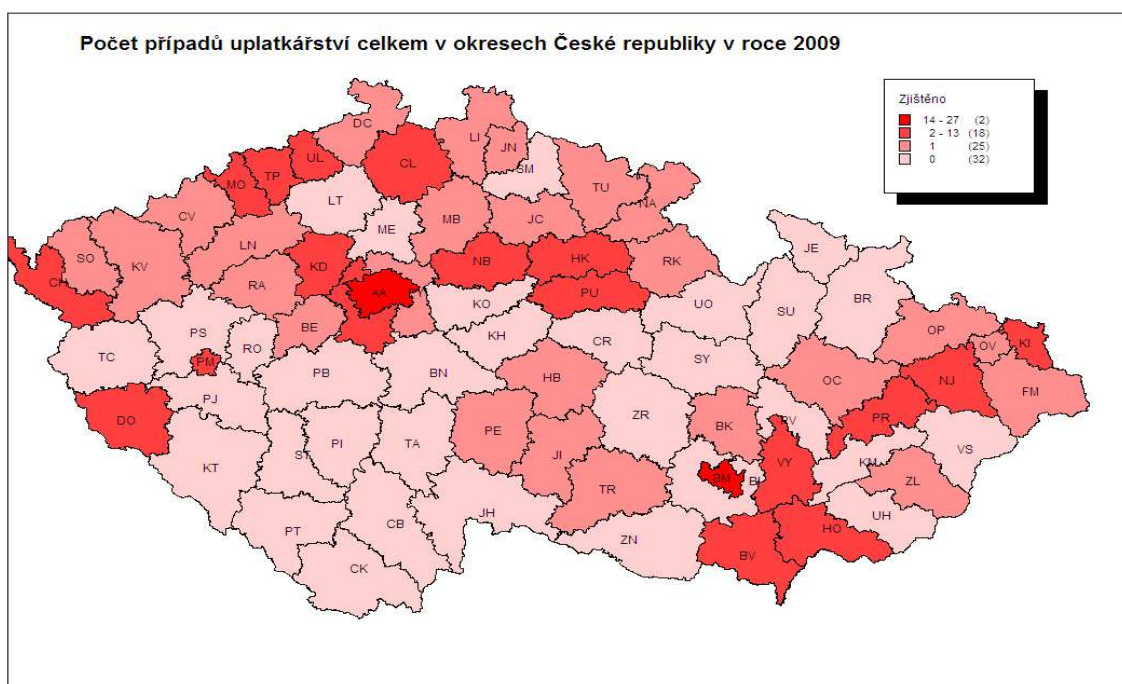 Počet případů uplatkářství celkem v okresech České republiky v roce 2009
Zjištěno
14 - 27 (2)
2 - 13 (18)
1 (25)
0 (32)
DC
LI
JN
SM
UL
CL
TP
MO
TU
NA
LT
CV
MB
JC
ME
LN
JE
SO
KV
KD
NB
HK
RK
CH
RA
AA
PU
KO
UO
SU
BR
BE
PS
RO
KH
CR
OP
OV
KI
TC
PM
SY
PB
BN
HB
OC
NJ
FM
PJ
DO
ZR
PR
PE
BK
PV
ST
PI
TA
VS
KT
JI
VY
KM
BM
ZL
TR
JH
UH
PT
CB
HO
ZN
BV
CK